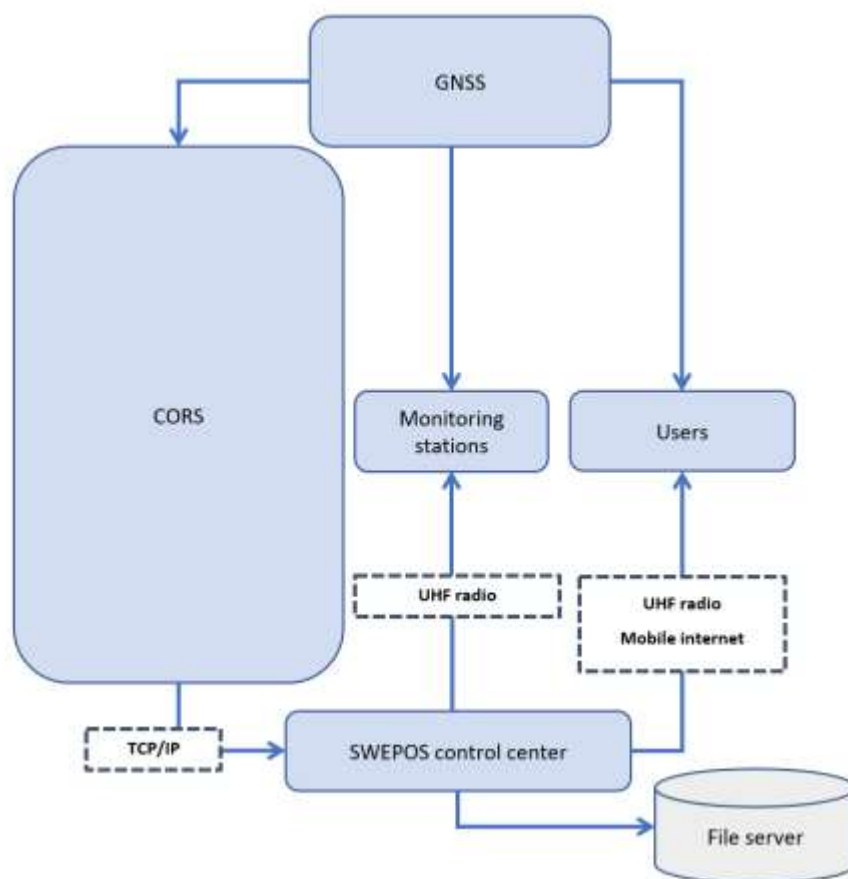 GNSS
CORS
Monitoring
stations
Users
UHF radio
UHF radio
Mobile internet
TCP/IP
SWEPOS control center
File server